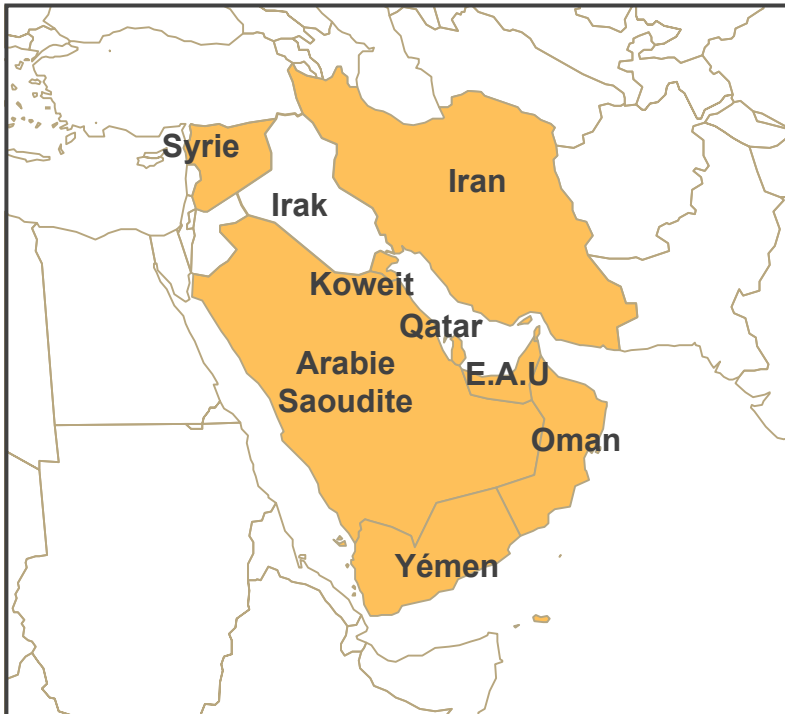 Syrie
Iran
Irak
Koweit
Qatar
Arabie
Saoudite
E.A.U
Oman
Yémen